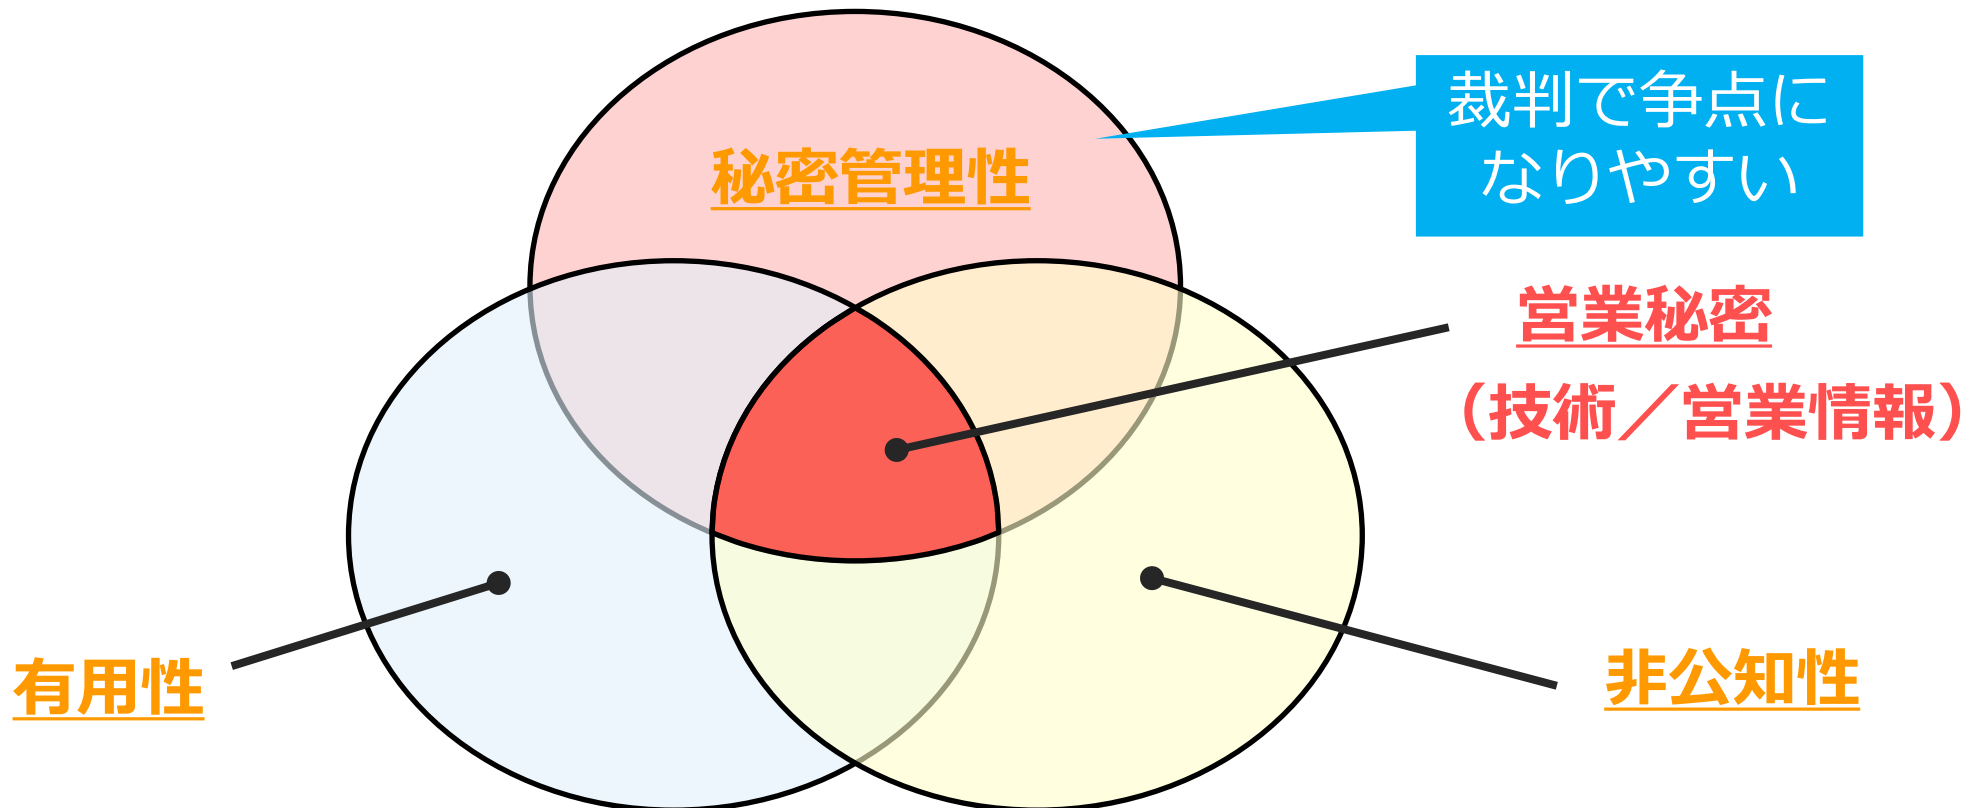 裁判で争点に
なりやすい
秘密管理性
営業秘密
（技術／営業情報）
有用性
非公知性